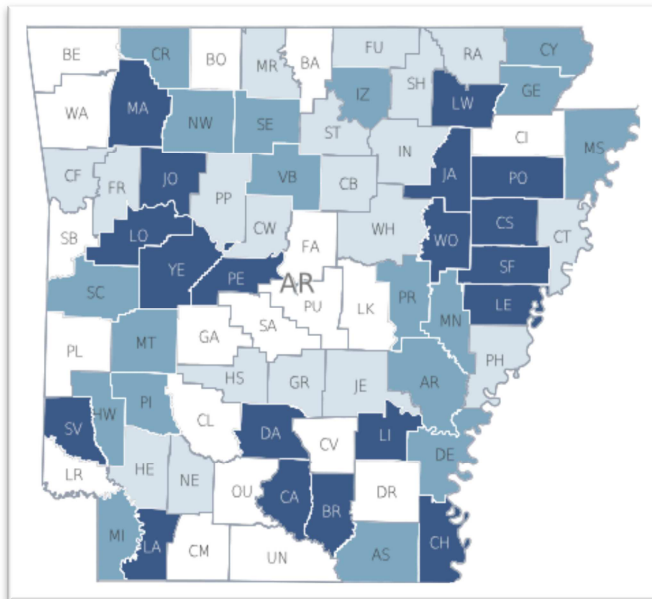 BE CR BO MR BA FU RA CY
WA MA NW SE IZ SH LW GE
ST IN CI MS
CF FR JO PP VB CB JA PO
SB LO CW FA WH WO CS CT
SC YE PE AR PU LK PR SF
MN LE
PL MT GA SA PH
HS GR JE AR
SV HW PI CL DA CV LI DE
LR HE NE OU CA BR DR
MI LA CM UN AS CH